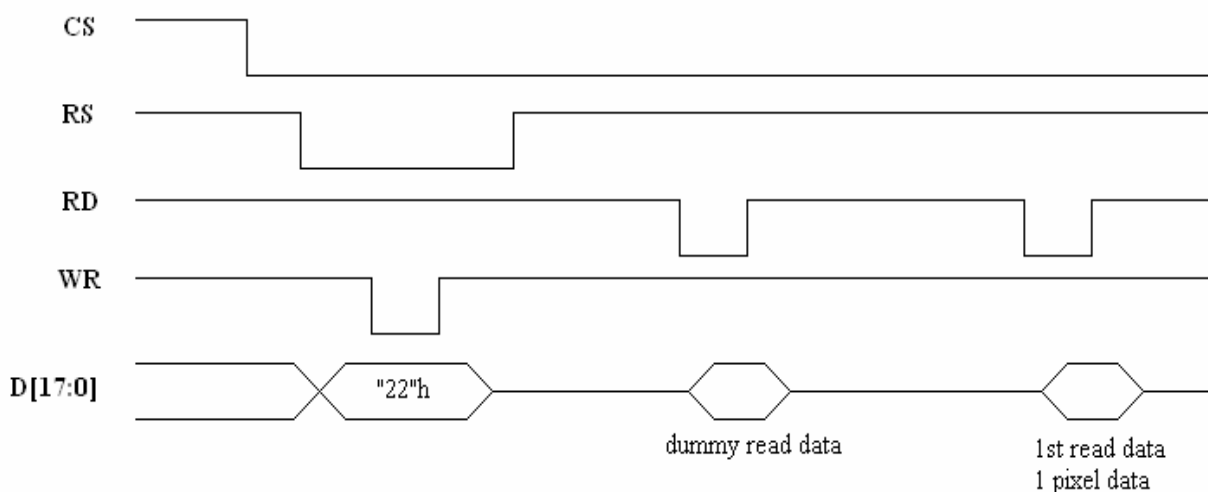 CS
RS
RD
WR
D[17:0]
"22"h
dummy read data
1st read data
1 pixel data